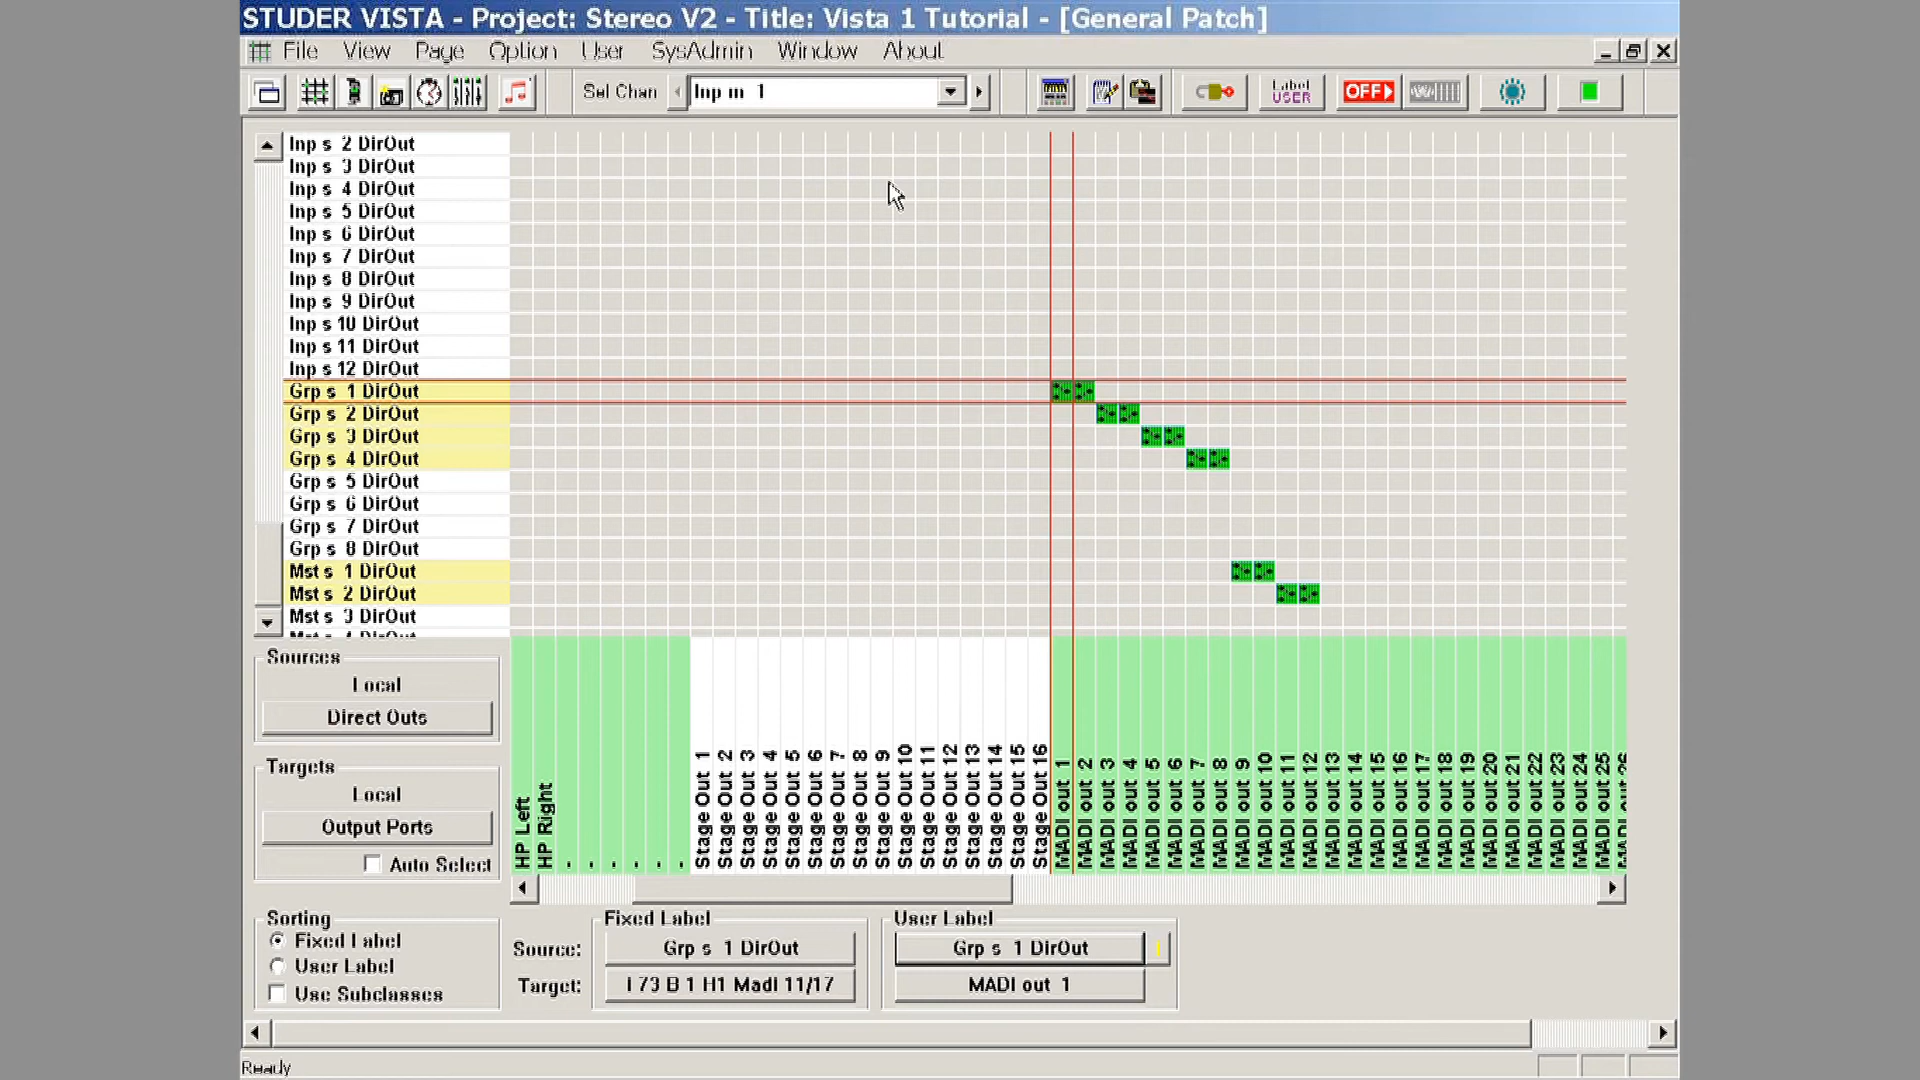 STUDER VISTA - Project: Stereo V2 - Title: Vista 1 Tutorial - [General Patch]
File View Page Option User SysAdmin Window About
Sel Chan Inp m 1 Label USER OFF
Inp s 2 DirOut
Inp s 3 DirOut
Inp s 4 DirOut
Inp s 5 DirOut
Inp s 6 DirOut
Inp s 7 DirOut
Inp s 8 DirOut
Inp s 9 DirOut
Inp s 10 DirOut
Inp s 11 DirOut
Inp s 12 DirOut
Grp s 1 DirOut
Grp s 2 DirOut
Grp s 3 DirOut
Grp s 4 DirOut
Grp s 5 DirOut
Grp s 6 DirOut
Grp s 7 DirOut
Grp s 8 DirOut
Mst s 1 DirOut
Mst s 2 DirOut
Mst s 3 DirOut
Sources
Local
Direct Outs
Targets
Local
Output Ports
Auto Select
HP Left
HP Right
.
.
.
.
.
.
Stage Out 1
Stage Out 2
Stage Out 3
Stage Out 4
Stage Out 5
Stage Out 6
Stage Out 7
Stage Out 8
Stage Out 9
Stage Out 10
Stage Out 11
Stage Out 12
Stage Out 13
Stage Out 14
Stage Out 15
Stage Out 16
MADI out 1
MADI out 2
MADI out 3
MADI out 4
MADI out 5
MADI out 6
MADI out 7
MADI out 8
MADI out 9
MADI out 10
MADI out 11
MADI out 12
MADI out 13
MADI out 14
MADI out 15
MADI out 16
MADI out 17
MADI out 18
MADI out 19
MADI out 20
MADI out 21
MADI out 22
MADI out 23
MADI out 24
MADI out 25
Sorting
Fixed Label
User Label
Use Subclasses
Fixed Label User Label
Source: Grp s 1 DirOut Grp s 1 DirOut
Target: I 73 B 1 H1 MadI 11/17 MADI out 1
Ready